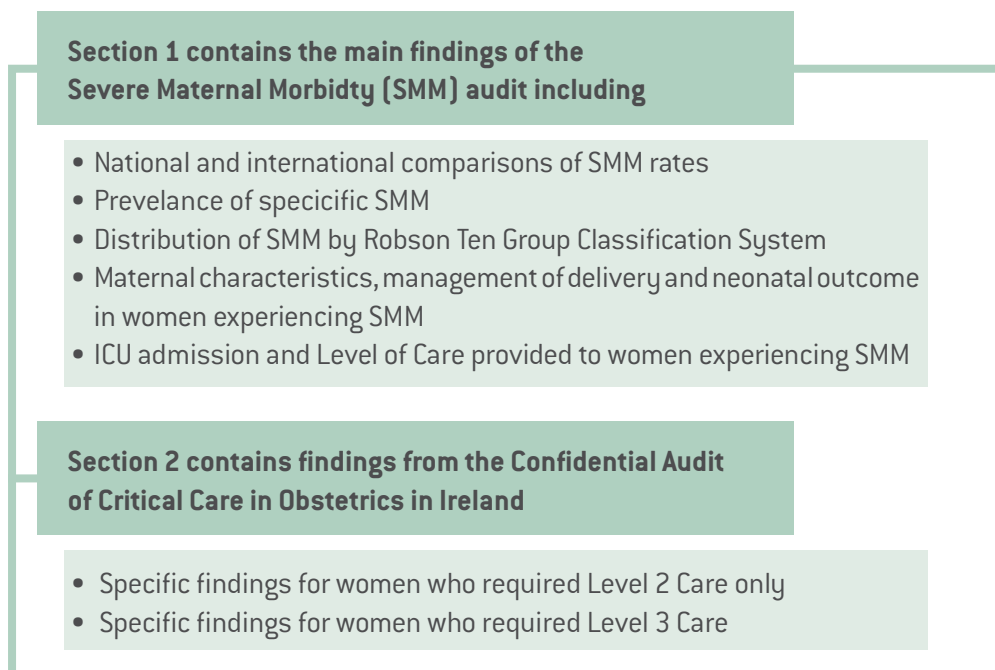 Section 1 contains the main findings of the
Severe Maternal Morbidty (SMM) audit including
• National and international comparisons of SMM rates
• Prevelance of specicific SMM
• Distribution of SMM by Robson Ten Group Classification System
• Maternal characteristics, management of delivery and neonatal outcome
in women experiencing SMM
• ICU admission and Level of Care provided to women experiencing SMM
Section 2 contains findings from the Confidential Audit
of Critical Care in Obstetrics in Ireland
• Specific findings for women who required Level 2 Care only
• Specific findings for women who required Level 3 Care